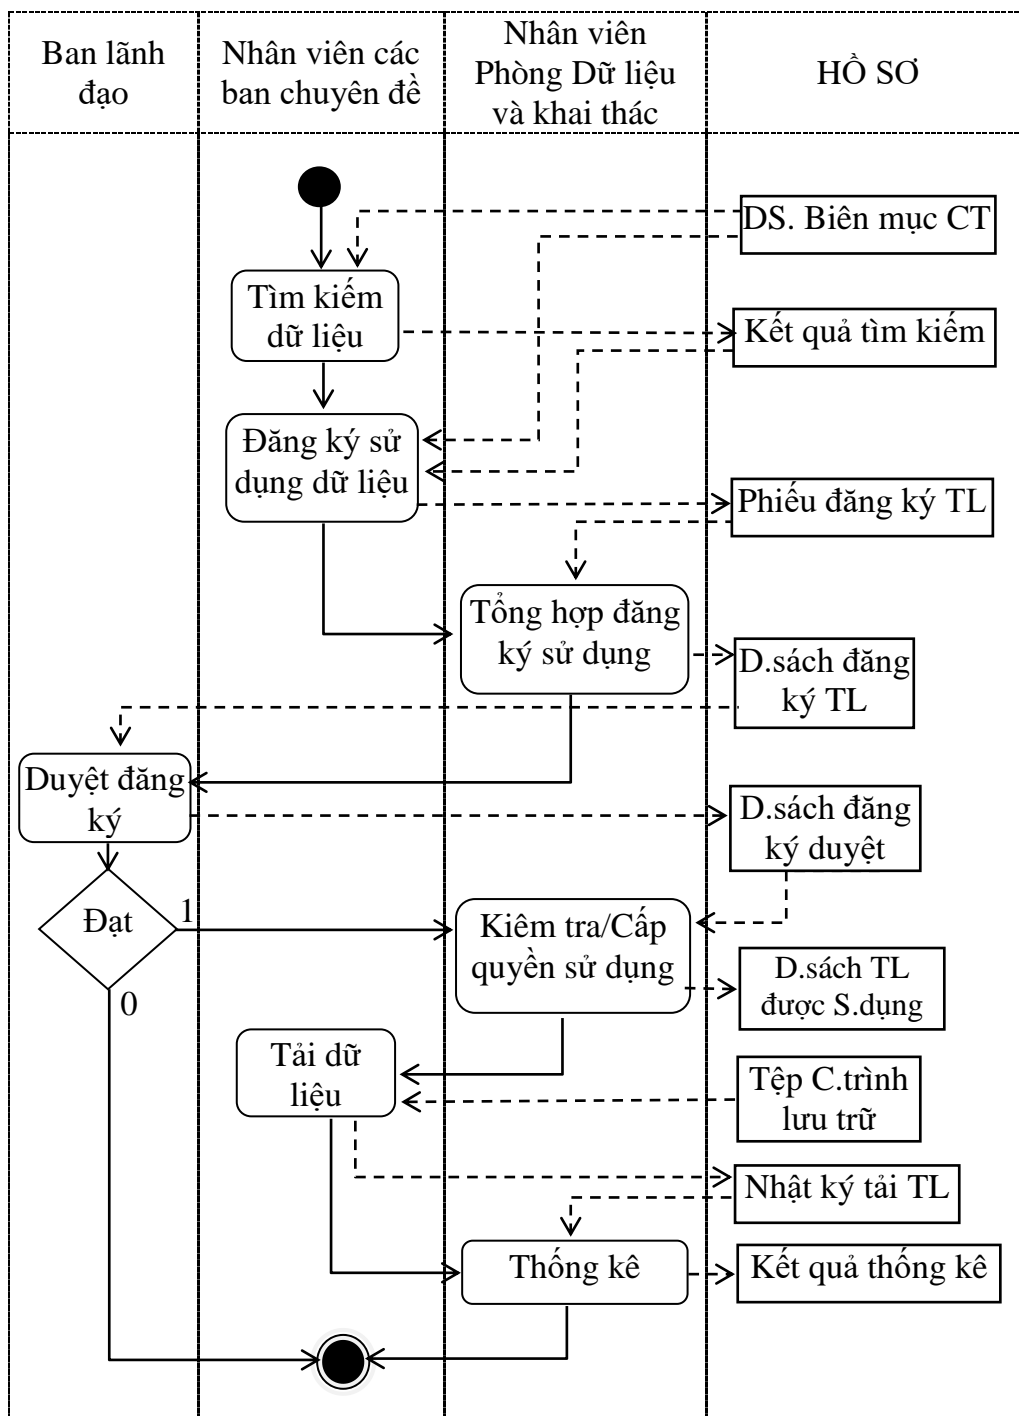 Ban lãnh
đạo
Nhân viên các
ban chuyên đề
Nhân viên
Phòng Dữ liệu
và khai thác
HỒ SƠ
DS. Biên mục CT
Tìm kiếm
dữ liệu
Kết quả tìm kiếm
Đăng ký sử
dụng dữ liệu
Phiếu đăng ký TL
Tổng hợp đăng
ký sử dụng
D.sách đăng
ký TL
Duyệt đăng
ký
D.sách đăng
ký duyệt
Đạt
1
0
Kiêm tra/Cấp
quyền sử dụng
D.sách TL
được S.dụng
Tải dữ
liệu
Tệp C.trình
lưu trữ
Nhật ký tải TL
Thống kê
Kết quả thống kê